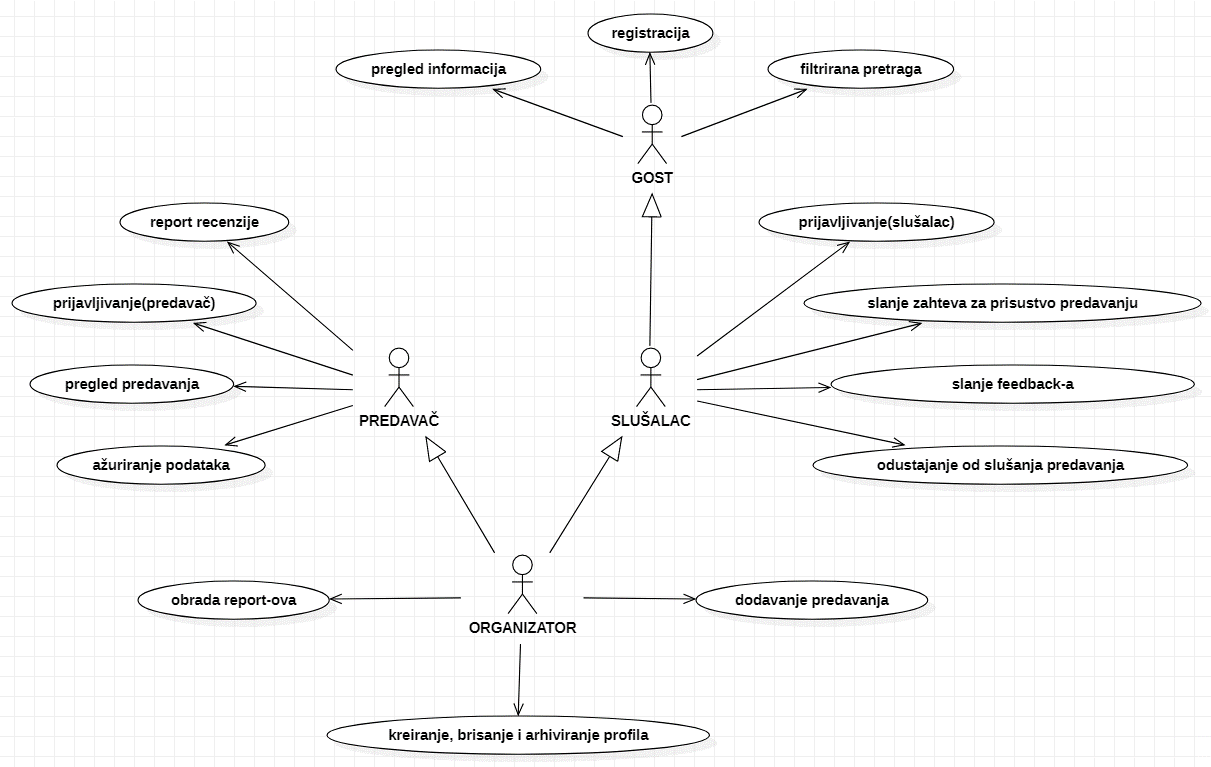 registracija
pregled informacija
filtrirana pretraga
GOST
report recenzije
prijavljivanje(slušalac)
prijavljivanje(predavač)
slanje zahteva za prisustvo predavanju
pregled predavanja
slanje feedback-a
PREDAVAČ
SLUŠALAC
ažuriranje podataka
odustajanje od slušanja predavanja
obrada report-ova
dodavanje predavanja
ORGANIZATOR
kreiranje, brisanje i arhiviranje profila